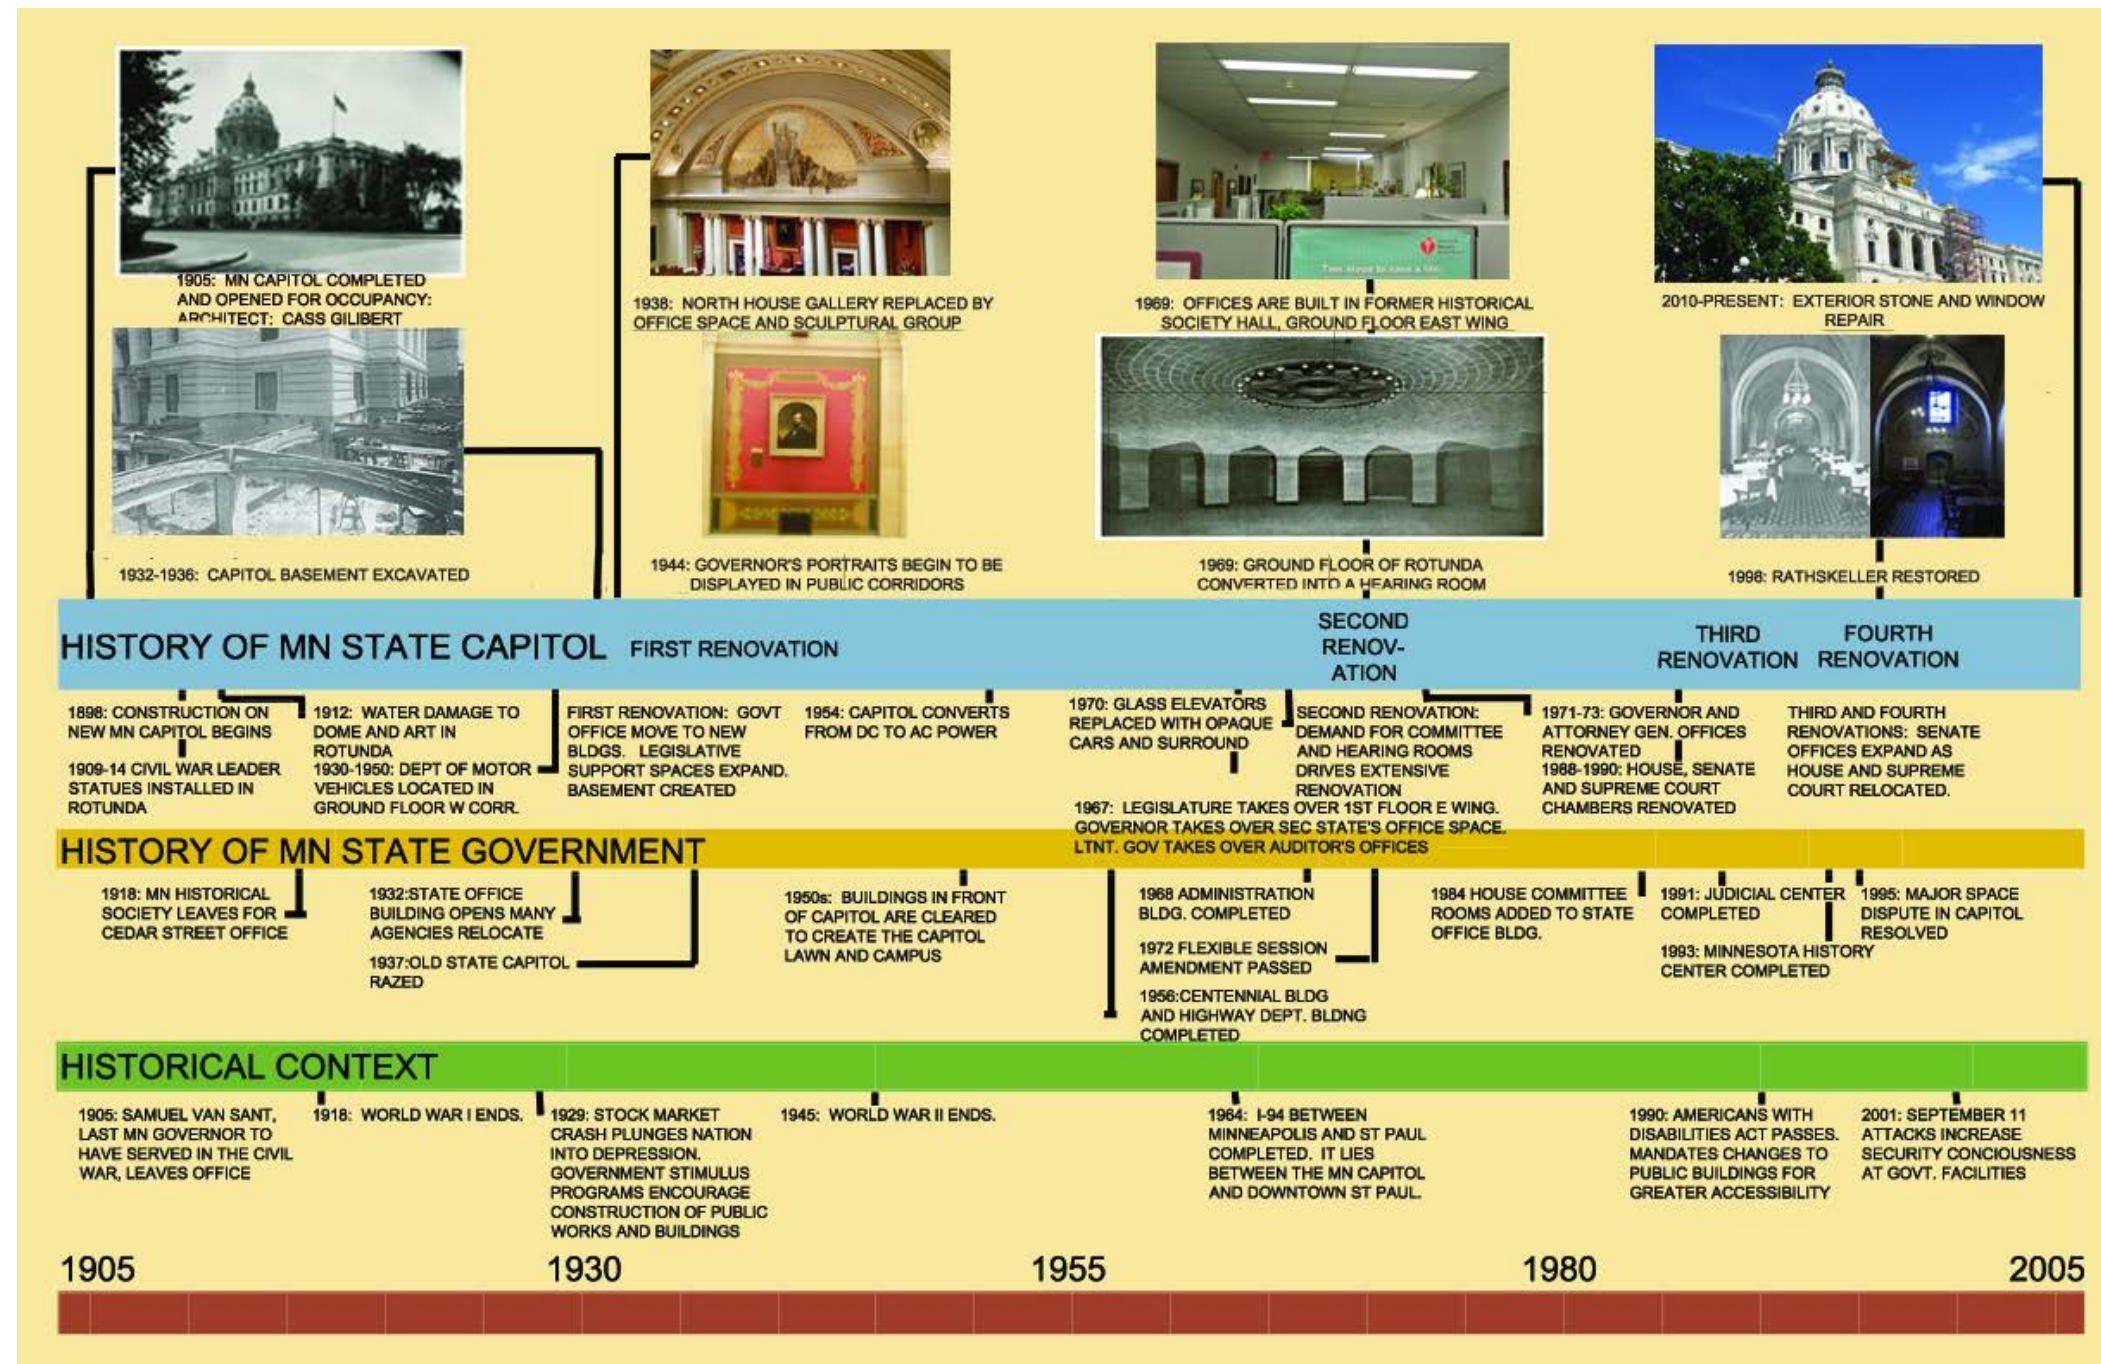 1905: MN CAPITOL COMPLETED
AND OPENED FOR OCCUPANCY:
ARCHITECT: CASS GILIBERT
1938: NORTH HOUSE GALLERY REPLACED BY
OFFICE SPACE AND SCULPTURAL GROUP
1969: OFFICES ARE BUILT IN FORMER HISTORICAL
SOCIETY HALL, GROUND FLOOR EAST WING
2010-PRESENT: EXTERIOR STONE AND WINDOW
REPAIR
1932-1936: CAPITOL BASEMENT EXCAVATED
1944: GOVERNOR'S PORTRAITS BEGIN TO BE
DISPLAYED IN PUBLIC CORRIDORS
1969: GROUND FLOOR OF ROTUNDA
CONVERTED INTO A HEARING ROOM
1998: RATHSKELLER RESTORED
HISTORY OF MN STATE CAPITOL
FIRST RENOVATION
SECOND
RENOV-
ATION
THIRD
RENOVATION
FOURTH
RENOVATION
1898: CONSTRUCTION ON
NEW MN CAPITOL BEGINS
1909-14 CIVIL WAR LEADER
STATUES INSTALLED IN
ROTUNDA
1912: WATER DAMAGE TO
DOME AND ART IN
ROTUNDA
1930-1950: DEPT OF MOTOR
VEHICLES LOCATED IN
GROUND FLOOR W CORR.
FIRST RENOVATION: GOVT
OFFICE MOVE TO NEW
BLDGS. LEGISLATIVE
SUPPORT SPACES EXPAND.
BASEMENT CREATED
1954: CAPITOL CONVERTS
FROM DC TO AC POWER
1970: GLASS ELEVATORS
REPLACED WITH OPAQUE
CARS AND SURROUND
SECOND RENOVATION:
DEMAND FOR COMMITTEE
AND HEARING ROOMS
DRIVES EXTENSIVE
RENOVATION
1967: LEGISLATURE TAKES OVER 1ST FLOOR E WING.
GOVERNOR TAKES OVER SEC STATE'S OFFICE SPACE.
LTNT. GOV TAKES OVER AUDITOR'S OFFICES
1971-73: GOVERNOR AND
ATTORNEY GEN. OFFICES
RENOVATED
1988-1990: HOUSE, SENATE
AND SUPREME COURT
CHAMBERS RENOVATED
THIRD AND FOURTH
RENOVATIONS: SENATE
OFFICES EXPAND AS
HOUSE AND SUPREME
COURT RELOCATED.
HISTORY OF MN STATE GOVERNMENT
1918: MN HISTORICAL
SOCIETY LEAVES FOR
CEDAR STREET OFFICE
1932:STATE OFFICE
BUILDING OPENS MANY
AGENCIES RELOCATE
1937:OLD STATE CAPITOL
RAZED
1950s: BUILDINGS IN FRONT
OF CAPITOL ARE CLEARED
TO CREATE THE CAPITOL
LAWN AND CAMPUS
1968 ADMINISTRATION
BLDG. COMPLETED
1972 FLEXIBLE SESSION
AMENDMENT PASSED
1956:CENTENNIAL BLDG
AND HIGHWAY DEPT. BLDNG
COMPLETED
1984 HOUSE COMMITTEE
ROOMS ADDED TO STATE
OFFICE BLDG.
1991: JUDICIAL CENTER
COMPLETED
1993: MINNESOTA HISTORY
CENTER COMPLETED
1995: MAJOR SPACE
DISPUTE IN CAPITOL
RESOLVED
HISTORICAL CONTEXT
1905: SAMUEL VAN SANT,
LAST MN GOVERNOR TO
HAVE SERVED IN THE CIVIL
WAR, LEAVES OFFICE
1918: WORLD WAR I ENDS.
1929: STOCK MARKET
CRASH PLUNGES NATION
INTO DEPRESSION.
GOVERNMENT STIMULUS
PROGRAMS ENCOURAGE
CONSTRUCTION OF PUBLIC
WORKS AND BUILDINGS
1945: WORLD WAR II ENDS.
1964: I-94 BETWEEN
MINNEAPOLIS AND ST PAUL
COMPLETED. IT LIES
BETWEEN THE MN CAPITOL
AND DOWNTOWN ST PAUL.
1990: AMERICANS WITH
DISABILITIES ACT PASSES.
MANDATES CHANGES TO
PUBLIC BUILDINGS FOR
GREATER ACCESSIBILITY
2001: SEPTEMBER 11
ATTACKS INCREASE
SECURITY CONCIOUSNESS
AT GOVT. FACILITIES
1905
1930
1955
1980
2005